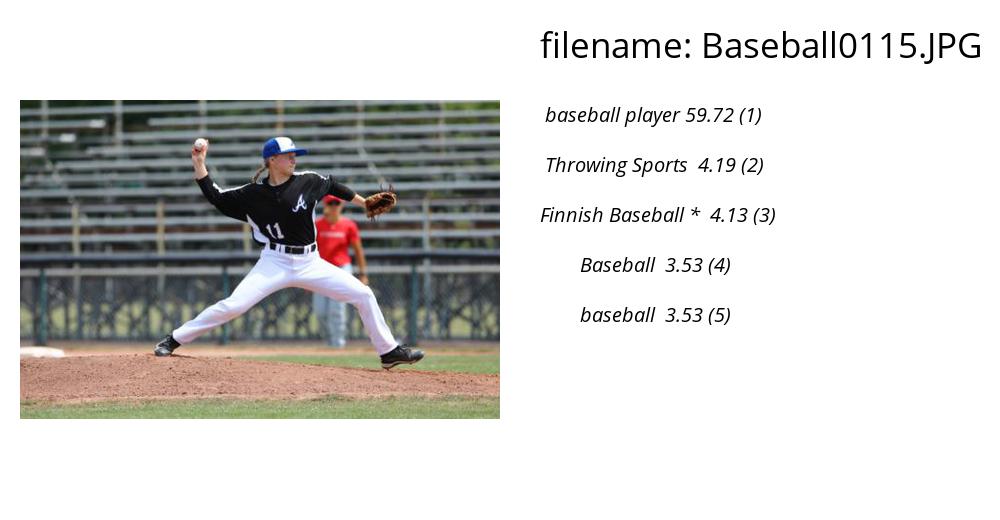 filename: Baseball0115.JPG
baseball player 59.72 (1)
Throwing Sports 4.19 (2)
Finnish Baseball * 4.13 (3)
Baseball 3.53 (4)
baseball 3.53 (5)
A
11